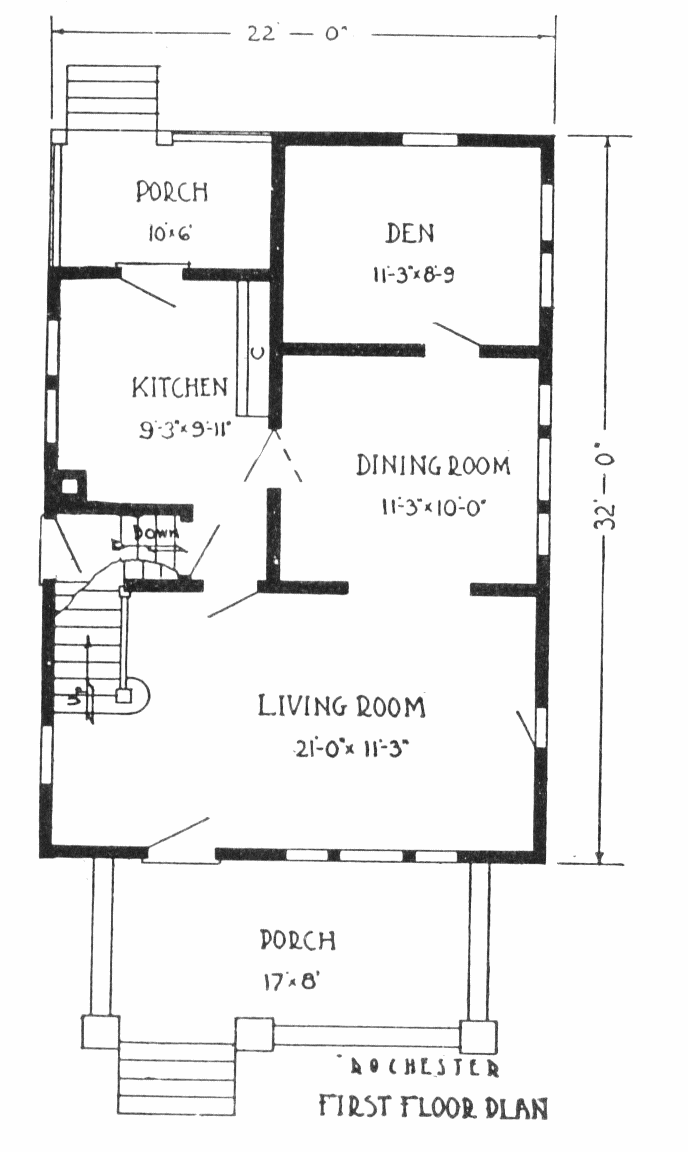 22' — 0"
PORCH
10'x6'
DEN
11'-3"x8'-9
C
KITCHEN
9'-3"x9'-11"
DINING ROOM
11'-3"x10'-0"
32'—0"
DOWN
UP
LIVING ROOM
21'-0"x 11'-3"
PORCH
17'x8'
"ROCHESTER
FIRST FLOOR PLAN